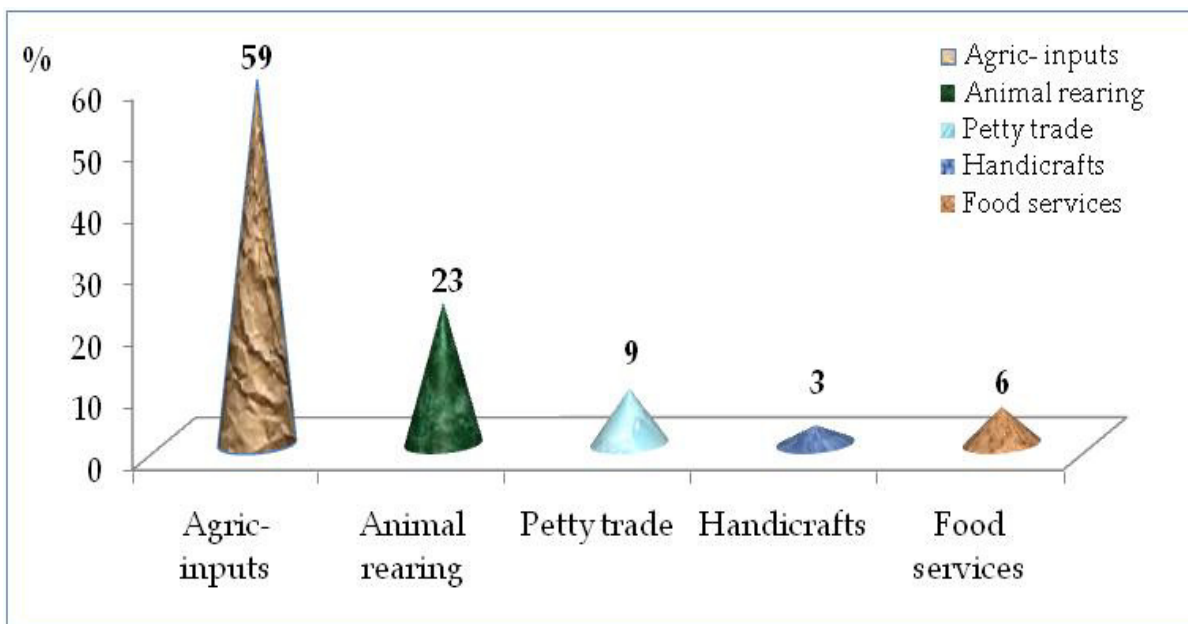 %
59
60
50
40
30
20
10
0
23
9
3
6
Agric- inputs
Animal rearing
Petty trade
Handicrafts
Food services
Agric-
inputs
Animal
rearing
Petty trade
Handicrafts
Food
services